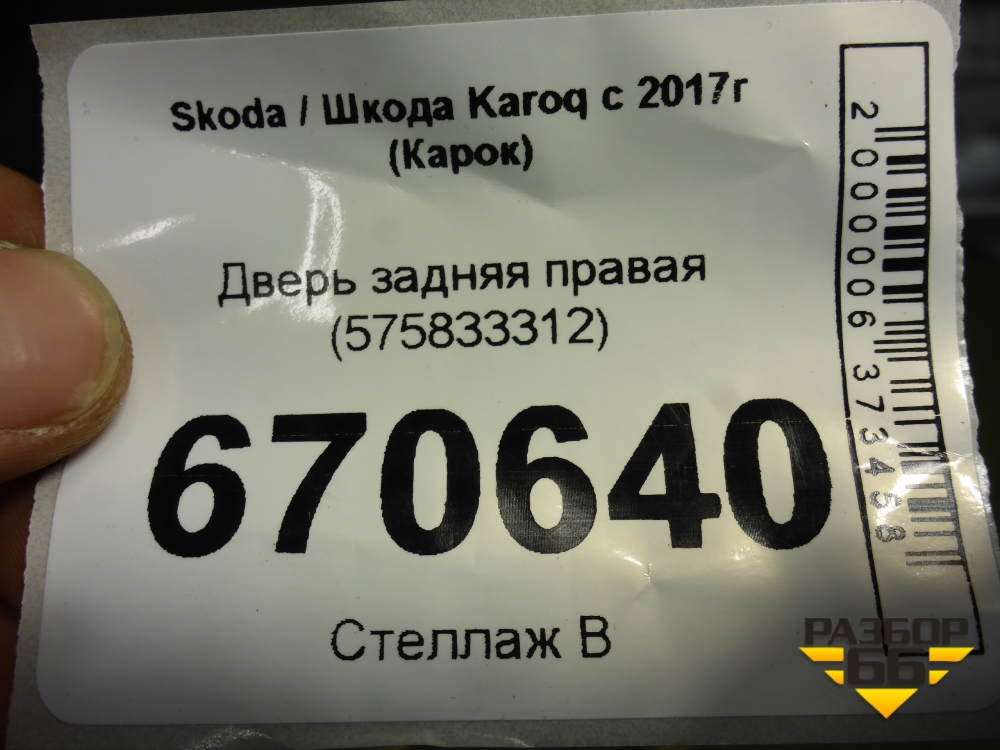 Skoda / Шкода Karoq с 2017г
(Карок)
Дверь задняя правая
(575833312)
670640
Стеллаж В
2000006373458
РАЗБОР
66